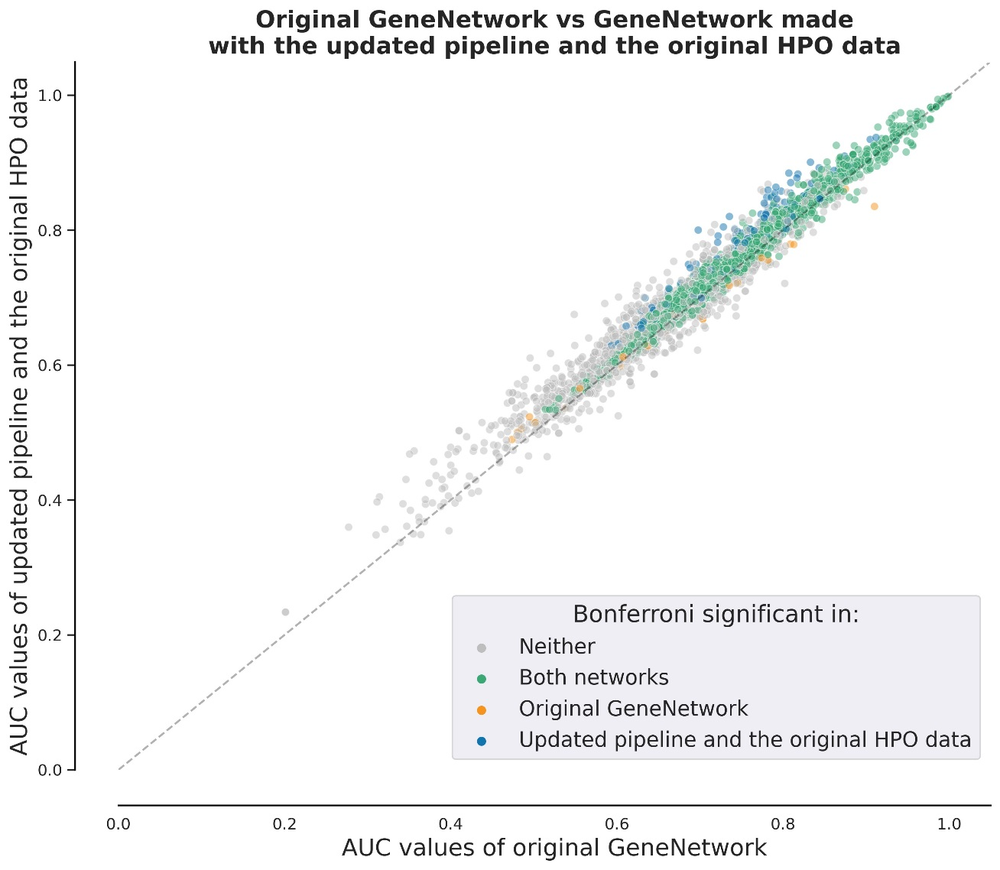 Original GeneNetwork vs GeneNetwork made
with the updated pipeline and the original HPO data
AUC values of updated pipeline and the original HPO data
1.0
0.8
0.6
0.4
0.2
0.0
Bonferroni significant in:
Neither
Both networks
Original GeneNetwork
Updated pipeline and the original HPO data
0.0
0.2
0.4
0.6
0.8
1.0
AUC values of original GeneNetwork